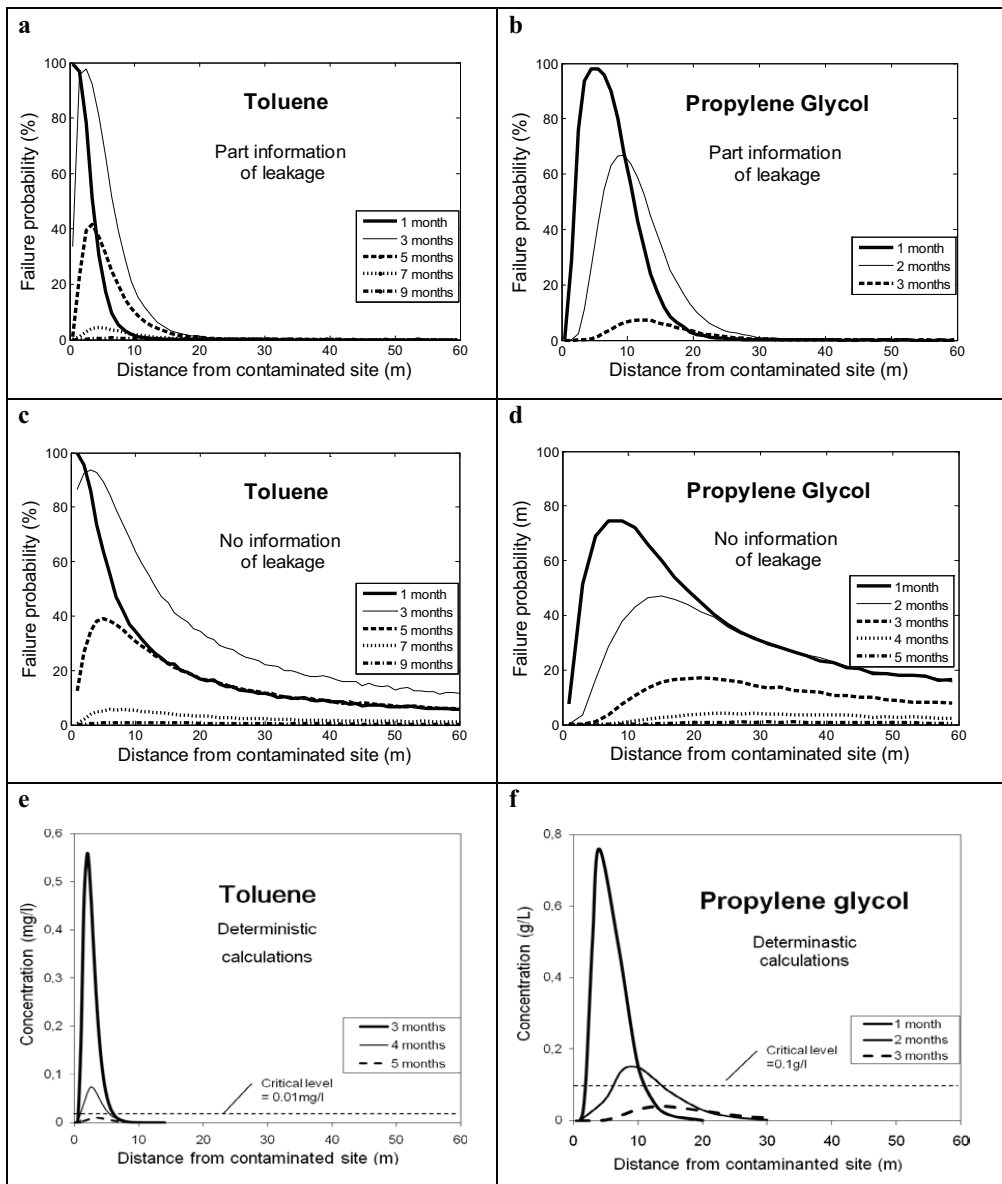 a
100
80
60
40
20
0
Failure probability (%)
Toluene
Part information
of leakage
1 month
3 months
5 months
7 months
9 months
0 10 20 30 40 50 60
Distance from contaminated site (m)
b
100
80
60
40
20
0
Failure probability (%)
Propylene Glycol
Part information
of leakage
1 month
2 months
3 months
0 10 20 30 40 50 60
Distance from contaminated site (m)
c
100
80
60
40
20
0
Failure probability (%)
Toluene
No information
of leakage
1 month
3 months
5 months
7 months
9 months
0 10 20 30 40 50 60
Distance from contaminated site (m)
d
100
80
60
40
20
0
Failure probability (m)
Propylene Glycol
No information
of leakage
1month
2 months
3 months
4 months
5 months
0 10 20 30 40 50 60
Distance from contaminated site (m)
e
0,6
0,5
0,4
0,3
0,2
0,1
0
Concentration (mg/l)
Toluene
Deterministic
calculations
3 months
4 months
5 months
Critical level
= 0.01mg/l
0 10 20 30 40 50 60
Distance from contaminated site (m)
f
0,8
0,6
0,4
0,2
0
Concentration (g/L)
Propylene glycol
Determinastic
calculations
1 month
2 months
3 months
Critical level
=0.1g/l
0 10 20 30 40 50 60
Distance from contaminanted site (m)